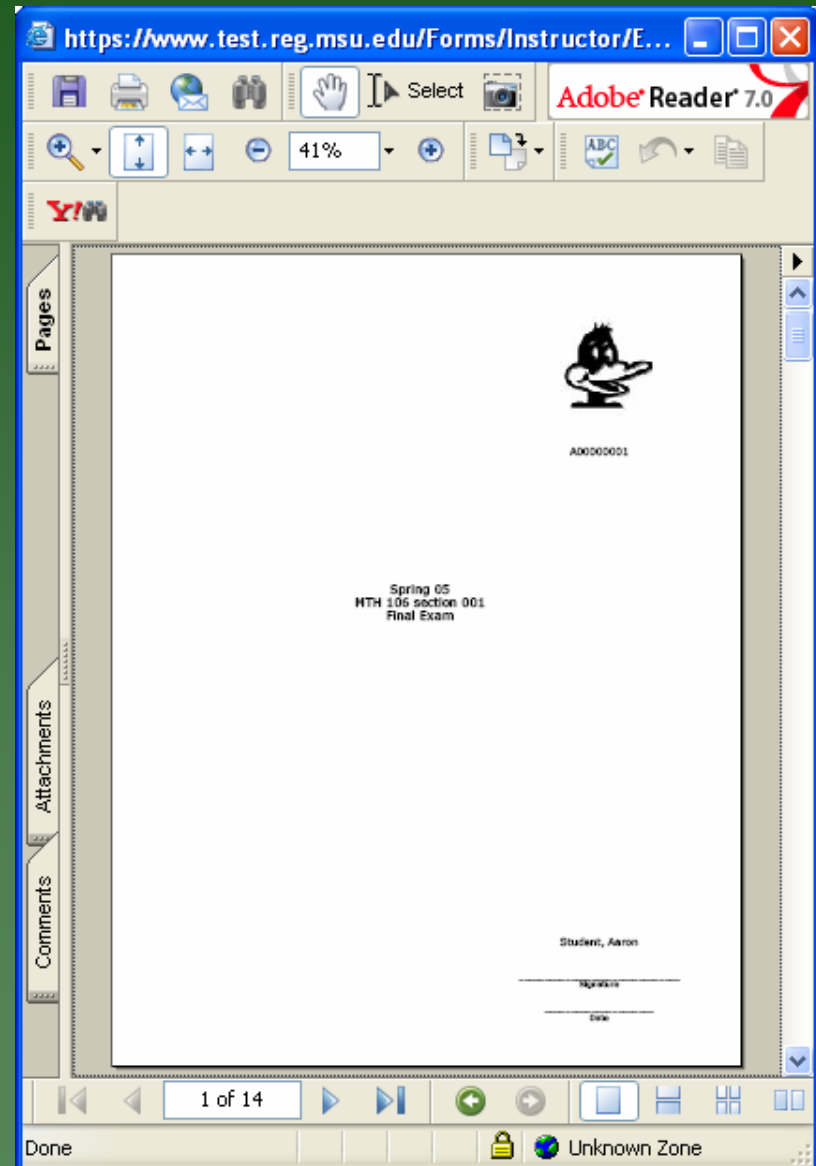 https://www.test.reg.msu.edu/Forms/Instructor/E...
Select
Adobe Reader 7.0
41%
ABC
Y!
Pages
Attachments
Comments
A00000001
Spring 05
MTH 106 section 001
Final Exam
Student, Aaron
Signature
Date
1 of 14
Done
Unknown Zone